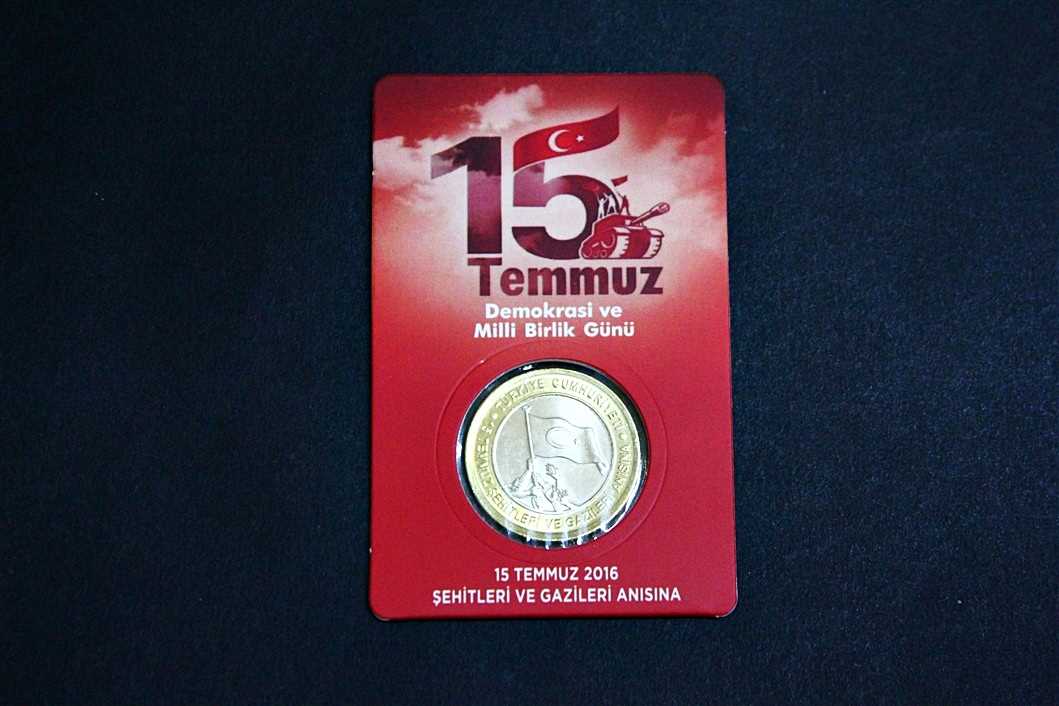 15
Temmuz
Demokrasi ve
Milli Birlik Günü
TÜRKİYE CUMHURİYETİ
ŞEHİTLERİ VE GAZİLERİ ANISINA
15 TEMMUZ 2016
ŞEHİTLERİ VE GAZİLERİ ANISINA